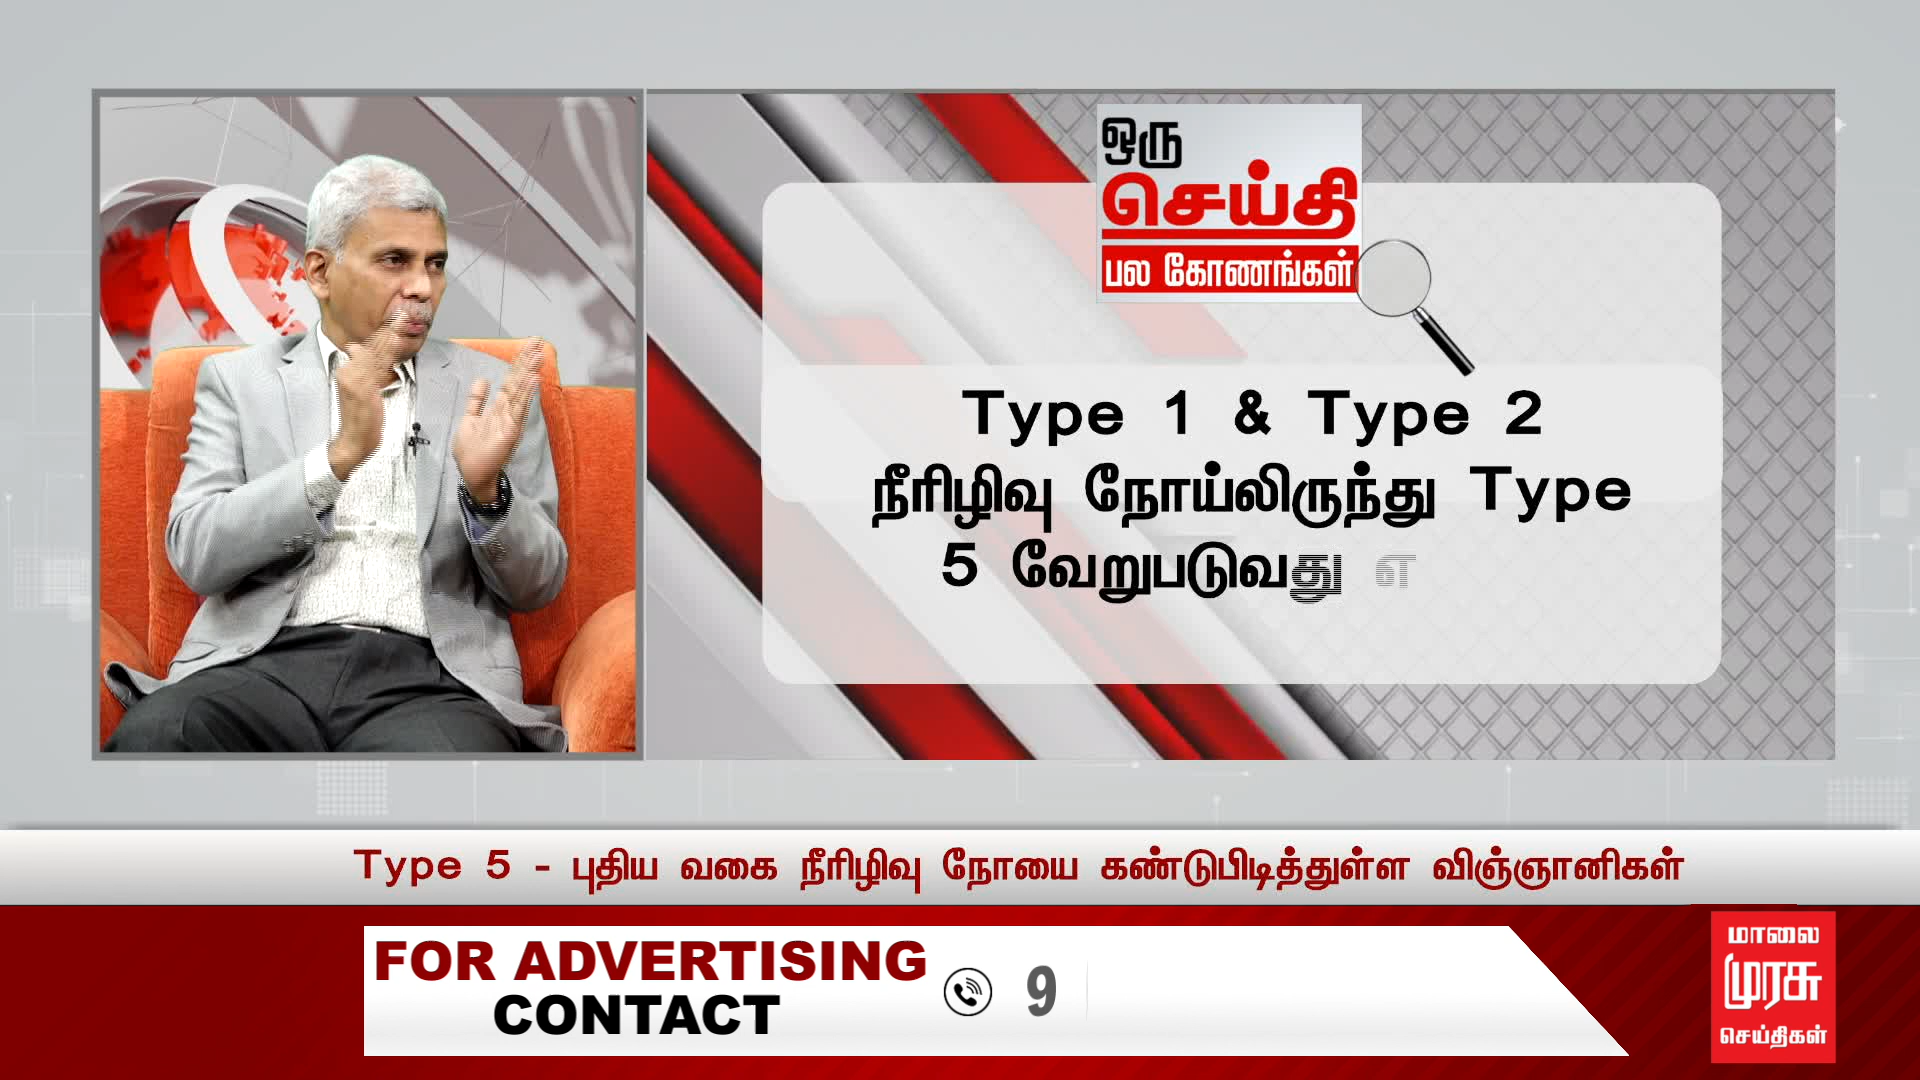 ஒரு
செய்தி
பல கோணங்கள்
Type 1 & Type 2
நீரிழிவு நோய்லிருந்து Type
5 வேறுபடுவது எ
Type 5 - புதிய வகை நீரிழிவு நோயை கண்டுபிடித்துள்ள விஞ்ஞானிகள்
FOR ADVERTISING
CONTACT
9
மாலை
முரசு
செய்திகள்